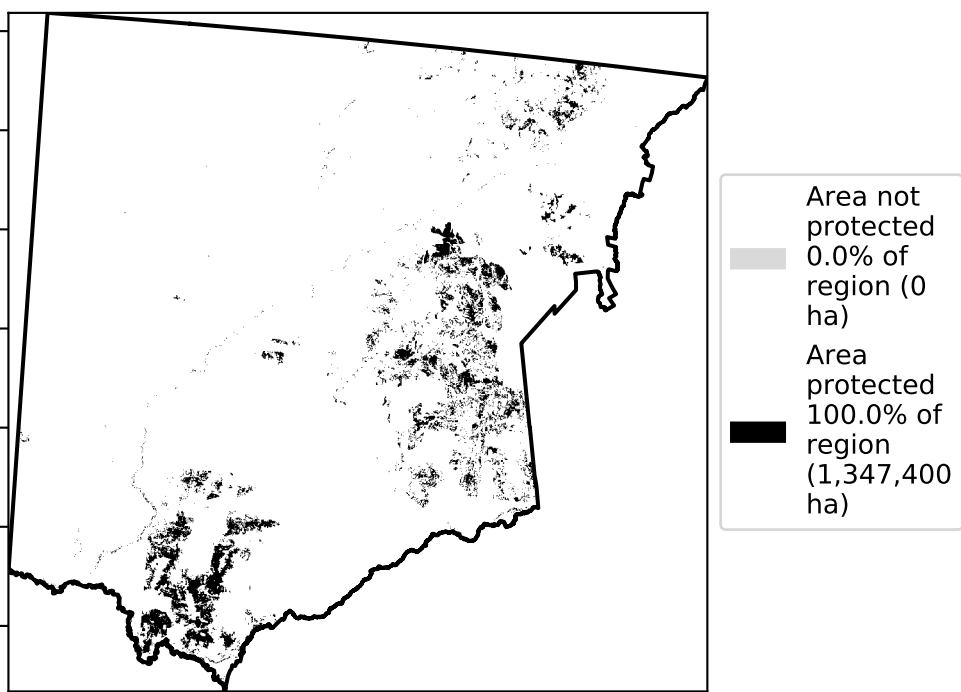 Area not
protected
0.0% of
region (0
ha)
Area
protected
100.0% of
region
(1,347,400
ha)